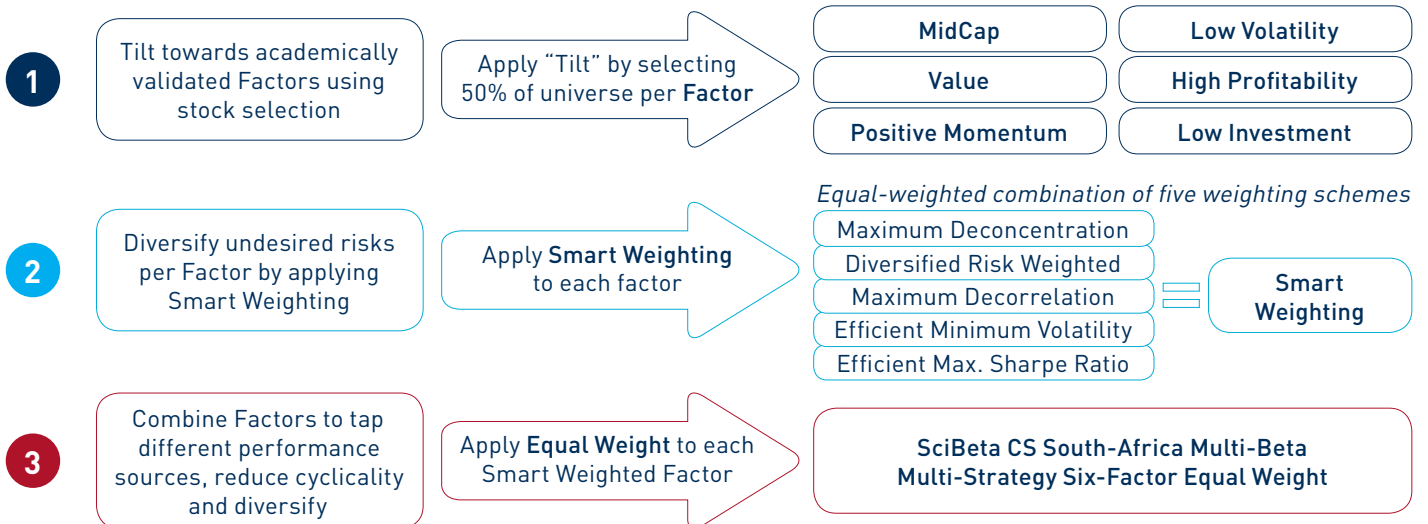 1
Tilt towards academically
validated Factors using
stock selection
Apply “Tilt” by selecting
50% of universe per Factor
MidCap
Low Volatility
Value
High Profitability
Positive Momentum
Low Investment
2
Diversify undesired risks
per Factor by applying
Smart Weighting
Apply Smart Weighting
to each factor
Equal-weighted combination of five weighting schemes
Maximum Deconcentration
Diversified Risk Weighted
Maximum Decorrelation
Efficient Minimum Volatility
Efficient Max. Sharpe Ratio
Smart
Weighting
3
Combine Factors to tap
different performance
sources, reduce cyclicality
and diversify
Apply Equal Weight to each
Smart Weighted Factor
SciBeta CS South-Africa Multi-Beta
Multi-Strategy Six-Factor Equal Weight